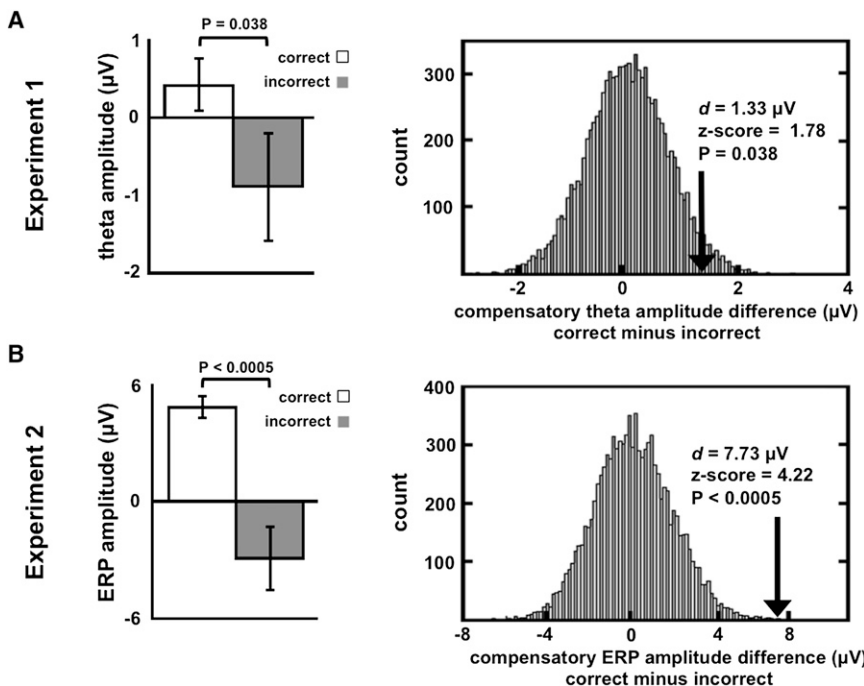 A
Experiment 1
P = 0.038
correct
incorrect
theta amplitude (µV)
1
0
-1
-2
count
300
200
100
d = 1.33 µV
z-score = 1.78
P = 0.038
-2
0
2
4
compensatory theta amplitude difference (µV)
correct minus incorrect
B
Experiment 2
P < 0.0005
correct
incorrect
ERP amplitude (µV)
6
0
-6
count
400
300
200
100
d = 7.73 µV
z-score = 4.22
P < 0.0005
-8
-4
0
4
8
compensatory ERP amplitude difference (µV)
correct minus incorrect